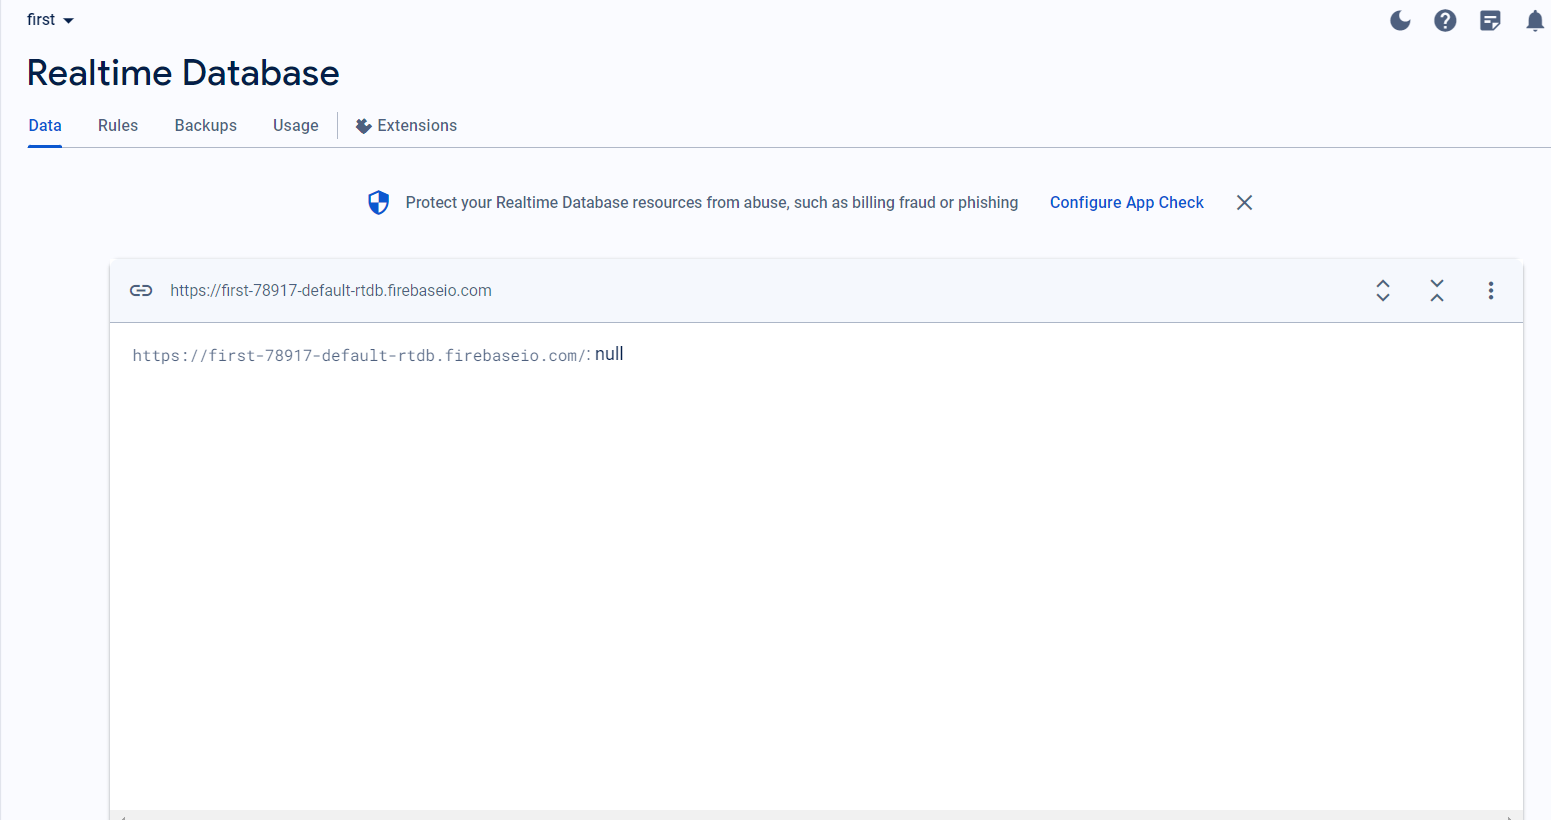 first
Realtime Database
Data Rules Backups Usage Extensions
Protect your Realtime Database resources from abuse, such as billing fraud or phishing Configure App Check
https://first-78917-default-rtdb.firebaseio.com
https://first-78917-default-rtdb.firebaseio.com/: null